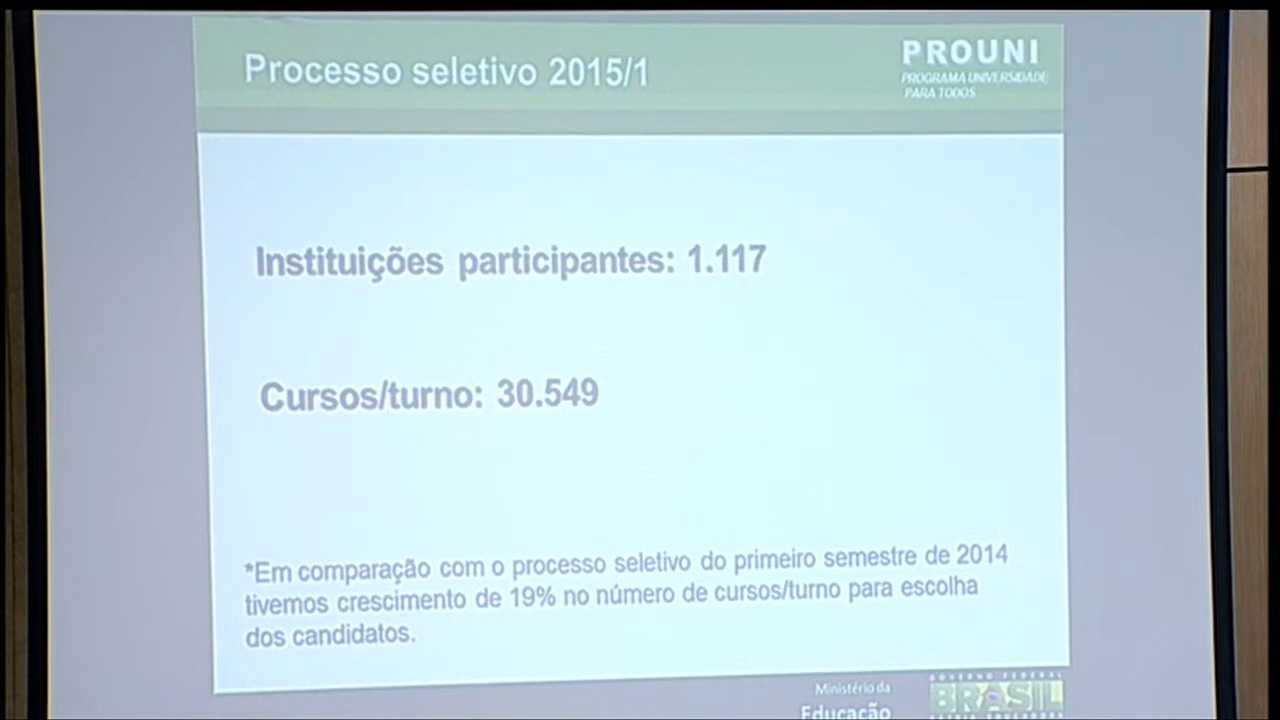 Processo seletivo 2015/1
PROUNI
PROGRAMA UNIVERSIDADE
PARA TODOS
Instituições participantes: 1.117
Cursos/turno: 30.549
*Em comparação com o processo seletivo do primeiro semestre de 2014
tivemos crescimento de 19% no número de cursos/turno para escolha
dos candidatos.
Ministério da
Educação
GOVERNO FEDERAL
BRASIL